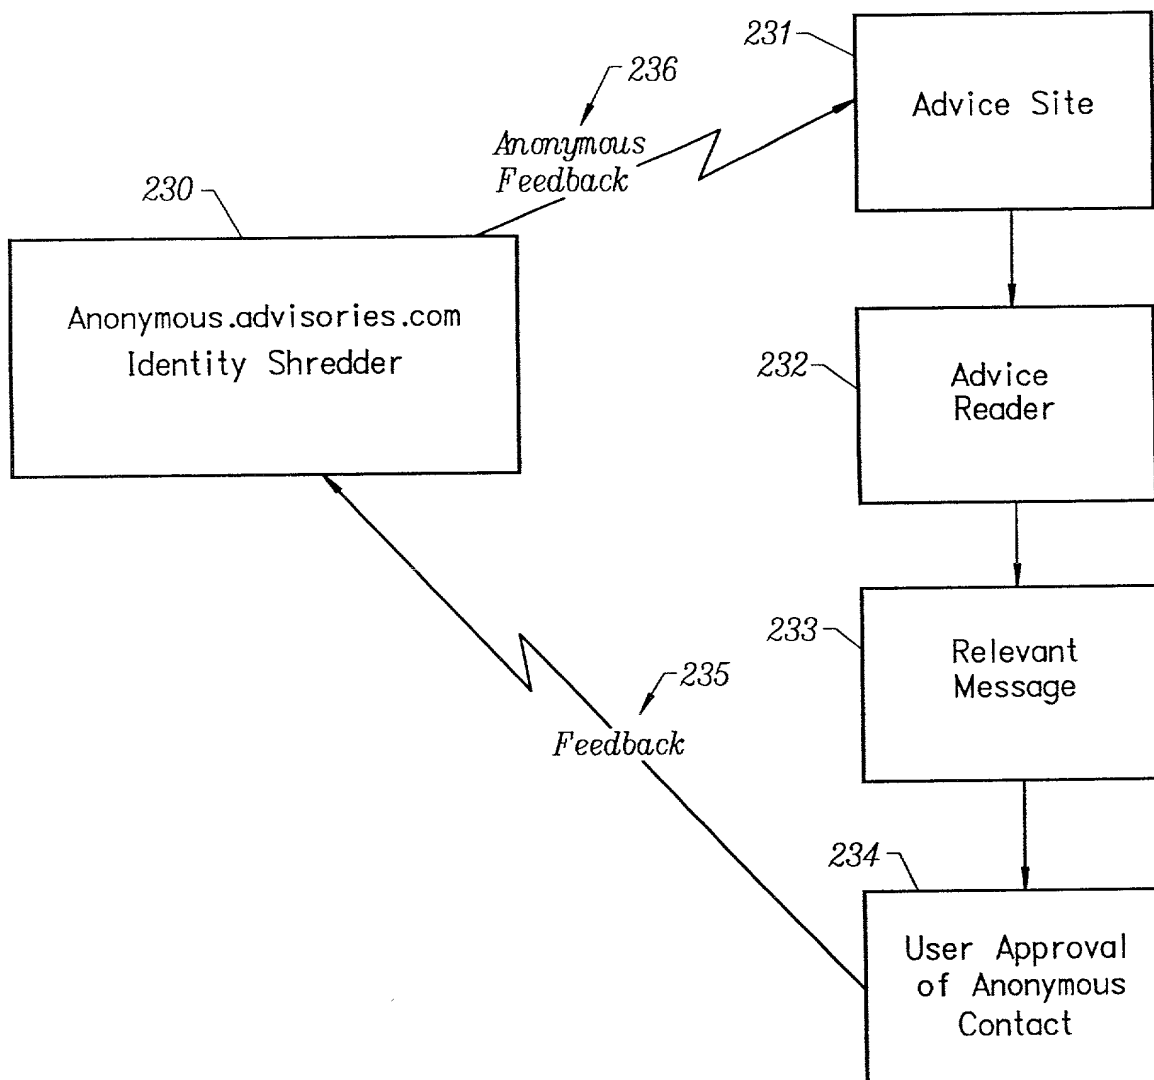 231
Advice Site
236
Anonymous
Feedback
230
Anonymous.advisories.com
Identity Shredder
232
Advice
Reader
233
Relevant
Message
235
Feedback
234
User Approval
of Anonymous
Contact